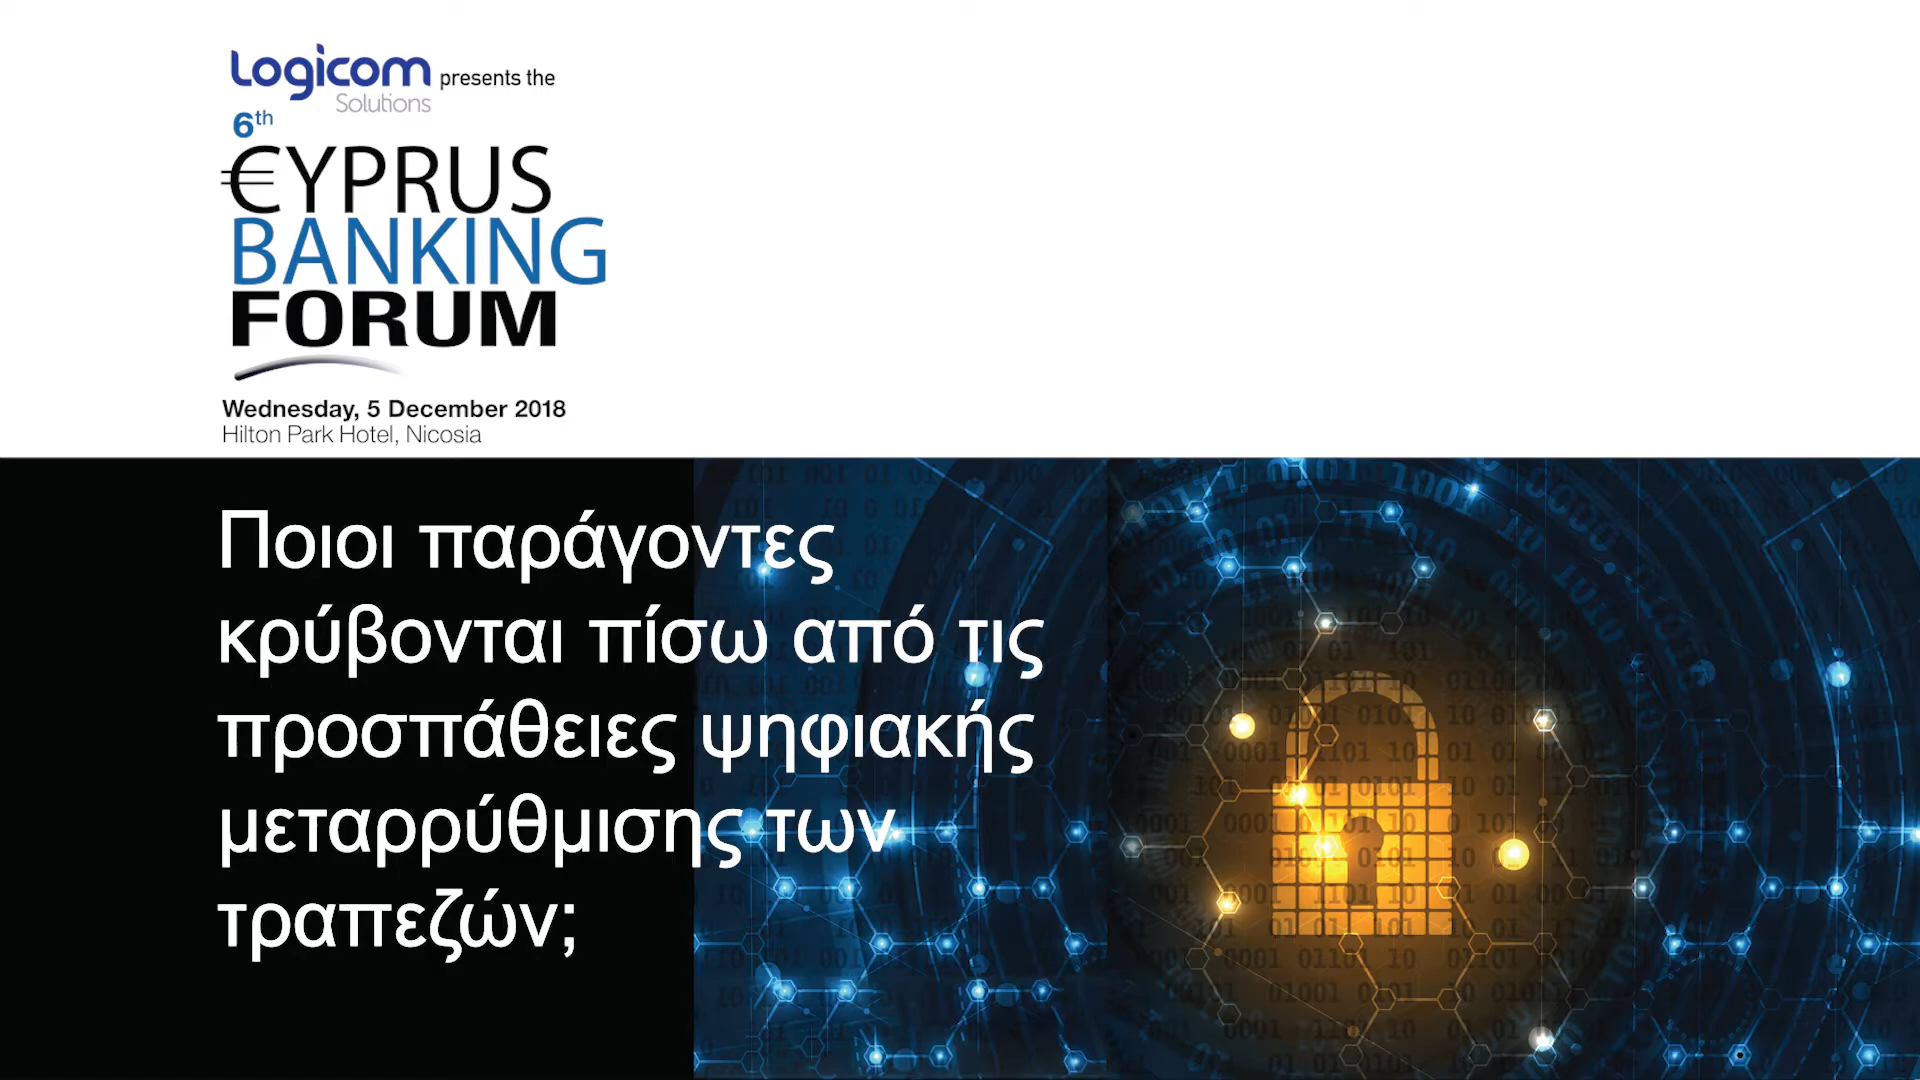 Logicom presents the
Solutions
6th
€YPRUS
BANKING
FORUM
Wednesday, 5 December 2018
Hilton Park Hotel, Nicosia
Ποιοι παράγοντες
κρύβονται πίσω από τις
προσπάθειες ψηφιακής
μεταρρύθμισης των
τραπεζών;